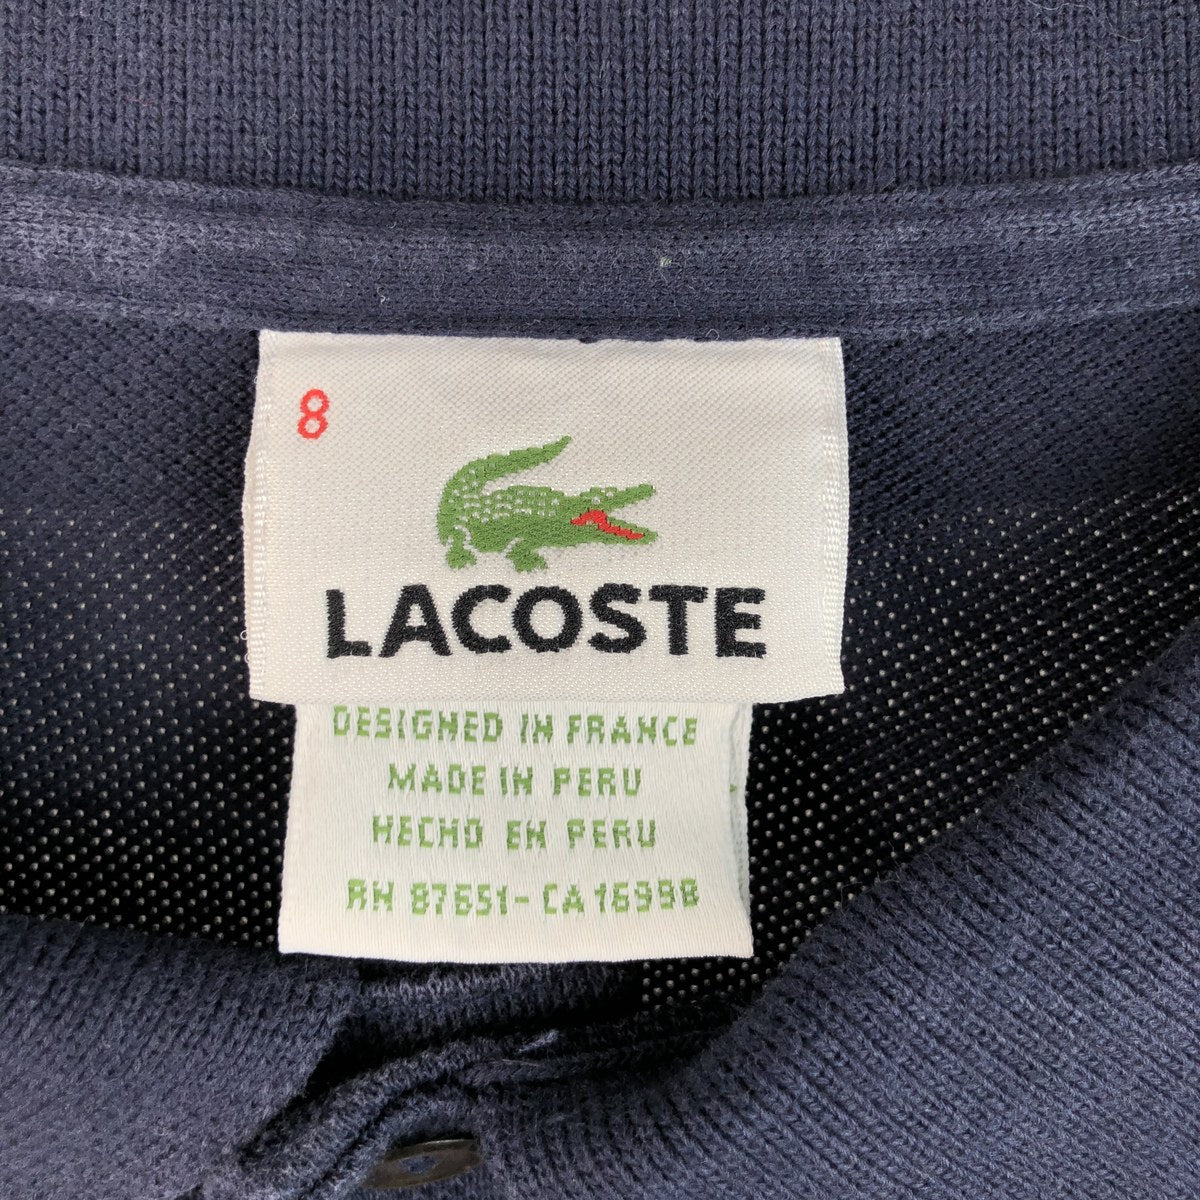 8
LACOSTE
DESIGNED IN FRANCE
MADE IN PERU
HECHO EN PERU
RN 87651 - CA 16998